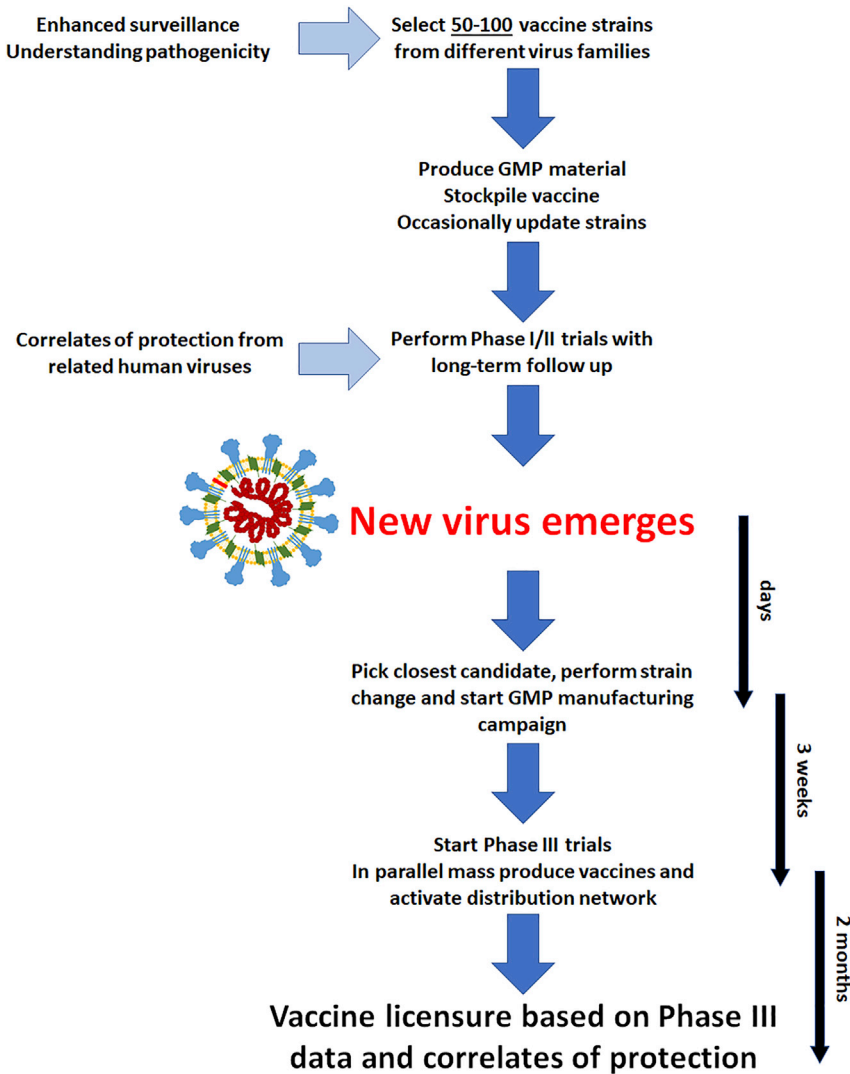 Enhanced surveillance
Understanding pathogenicity
Select 50-100 vaccine strains
from different virus families
Produce GMP material
Stockpile vaccine
Occasionally update strains
Correlates of protection from
related human viruses
Perform Phase I/II trials with
long-term follow up
New virus emerges
days
Pick closest candidate, perform strain
change and start GMP manufacturing
campaign
3 weeks
Start Phase III trials
In parallel mass produce vaccines and
activate distribution network
2 months
Vaccine licensure based on Phase III
data and correlates of protection